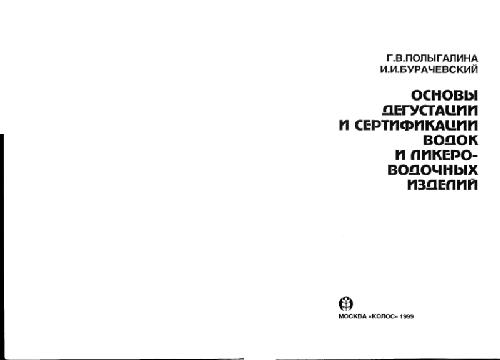 Г.В.ПОЛЫГАЛИНА
И.И.БУРАЧЕВСКИЙ
ОСНОВЫ
ДЕГУСТАЦИИ
И СЕРТИФИКАЦИИ
ВОДОК
И ЛИКЕРО-
ВОДОЧНЫХ
ИЗДЕЛИЙ
МОСКВА «КОЛОС» 1999